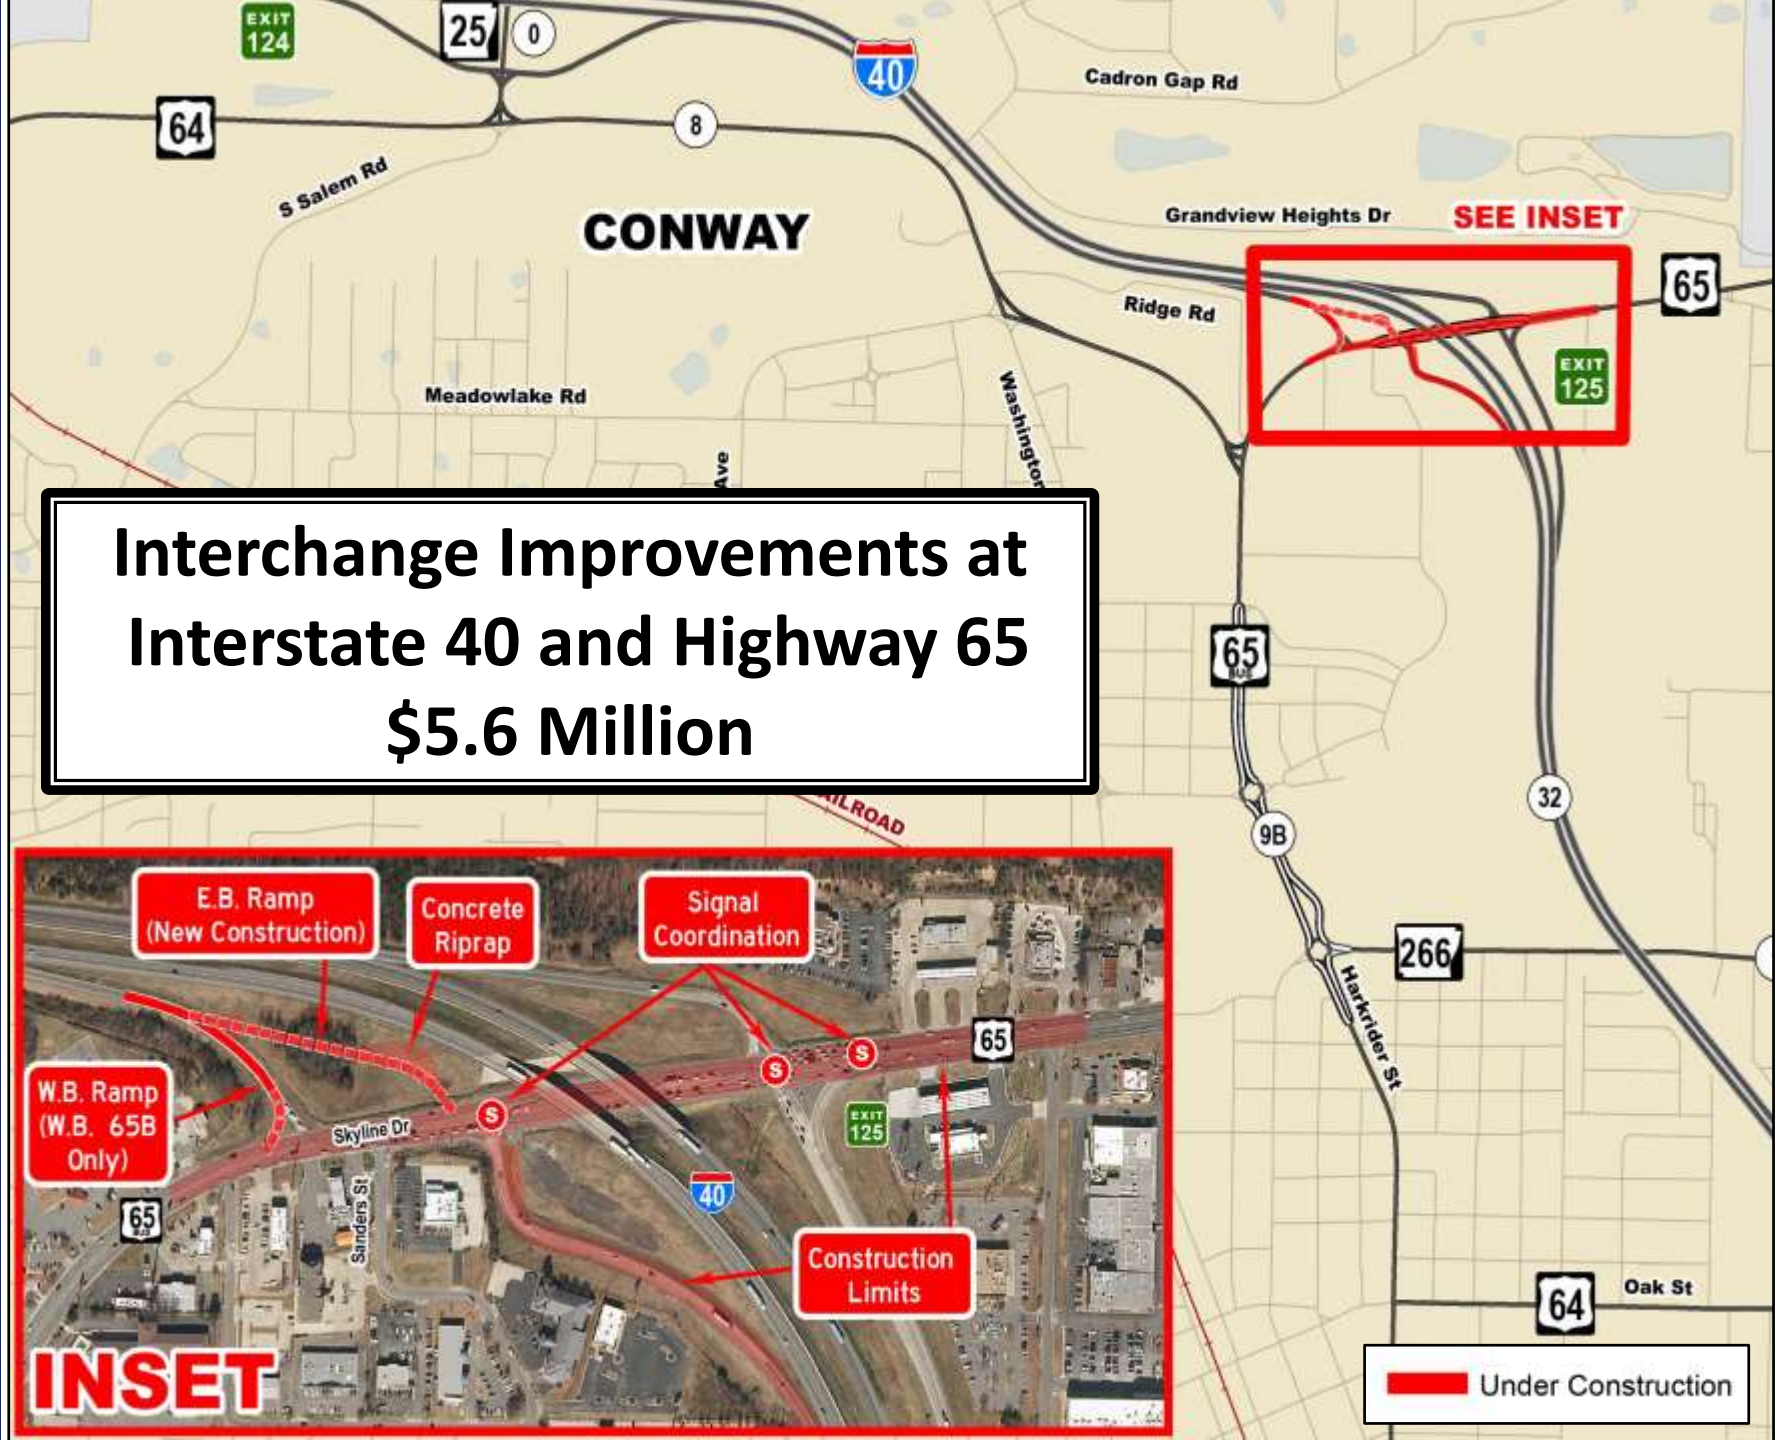 EXIT
124
25
0
40
Cadron Gap Rd
64
8
S Salem Rd
CONWAY
Grandview Heights Dr
SEE INSET
65
Ridge Rd
EXIT
125
Meadowlake Rd
Washington
Ave
Interchange Improvements at
Interstate 40 and Highway 65
$5.6 Million
65
BUS
32
9B
266
Harkrider St
64
Oak St
Under Construction
E.B. Ramp
(New Construction)
Concrete
Riprap
Signal
Coordination
S
S
S
65
W.B. Ramp
(W.B. 65B
Only)
Skyline Dr
EXIT
125
40
65
BUS
Sanders St
Construction
Limits
INSET